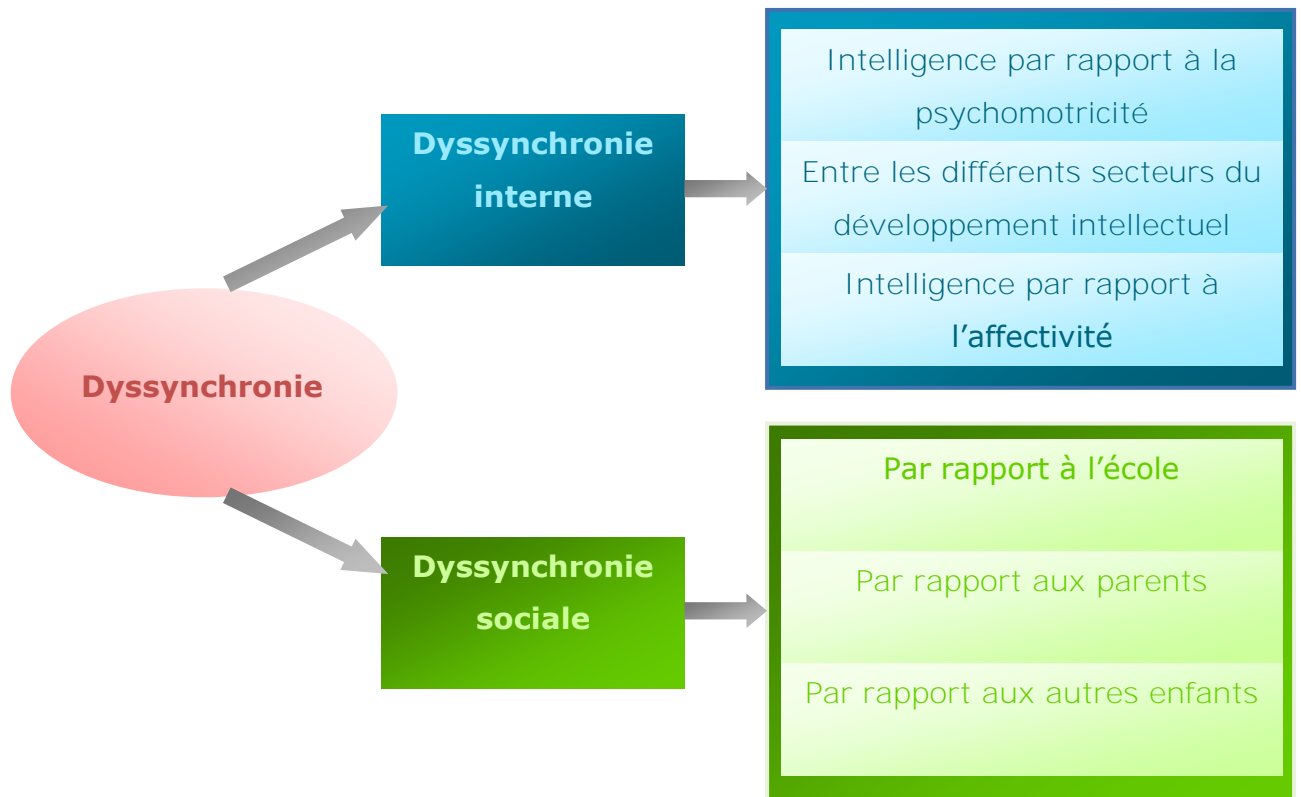 Dyssynchronie
Dyssynchronie
interne
Intelligence par rapport à la
psychomotricité
Entre les différents secteurs du
développement intellectuel
Intelligence par rapport à
l’affectivité
Dyssynchronie
sociale
Par rapport à l’école
Par rapport aux parents
Par rapport aux autres enfants